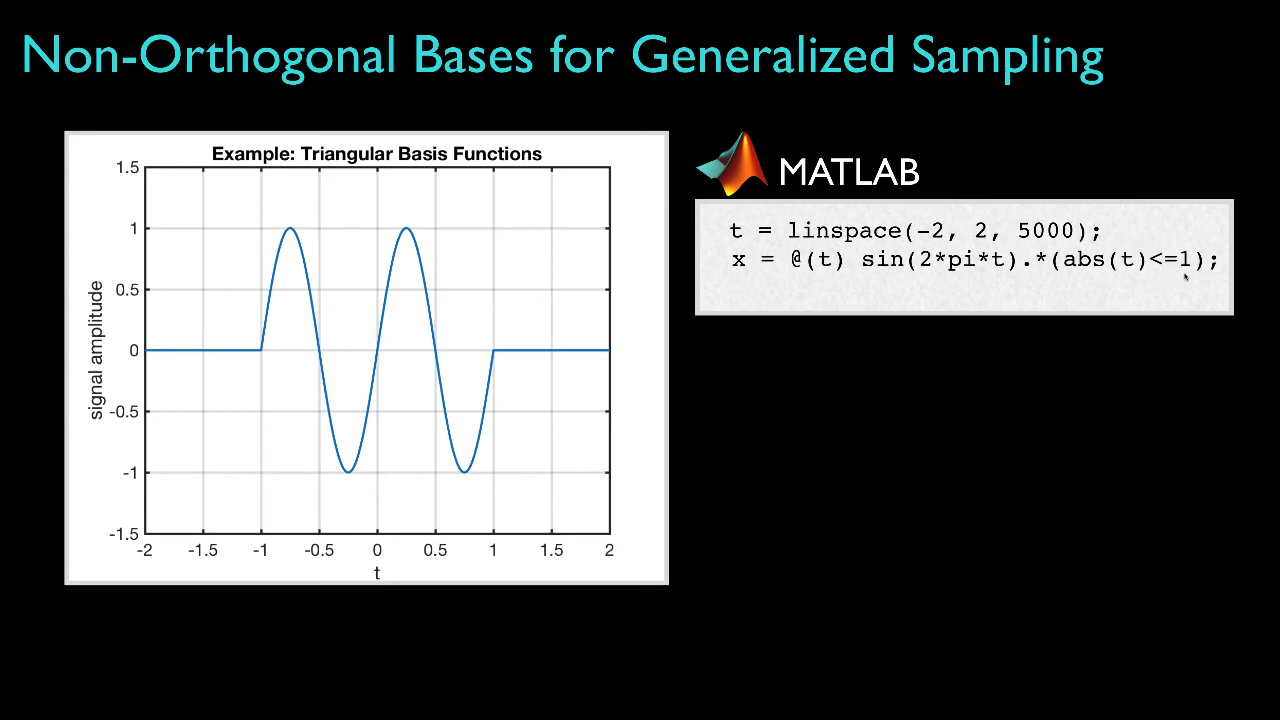 Non-Orthogonal Bases for Generalized Sampling
Example: Triangular Basis Functions
1.5
1
0.5
0
-0.5
-1
-1.5
signal amplitude
-2 -1.5 -1 -0.5 0 0.5 1 1.5 2
t
MATLAB
t = linspace(-2, 2, 5000);
x = @(t) sin(2*pi*t).*(abs(t)<=1);